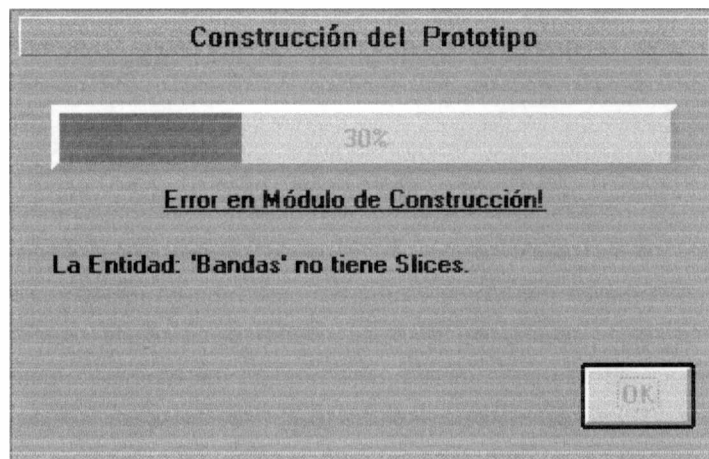 Construcción del Prototipo
30%
Error en Módulo de Construcción!
La Entidad: 'Bandas' no tiene Slices.
OK